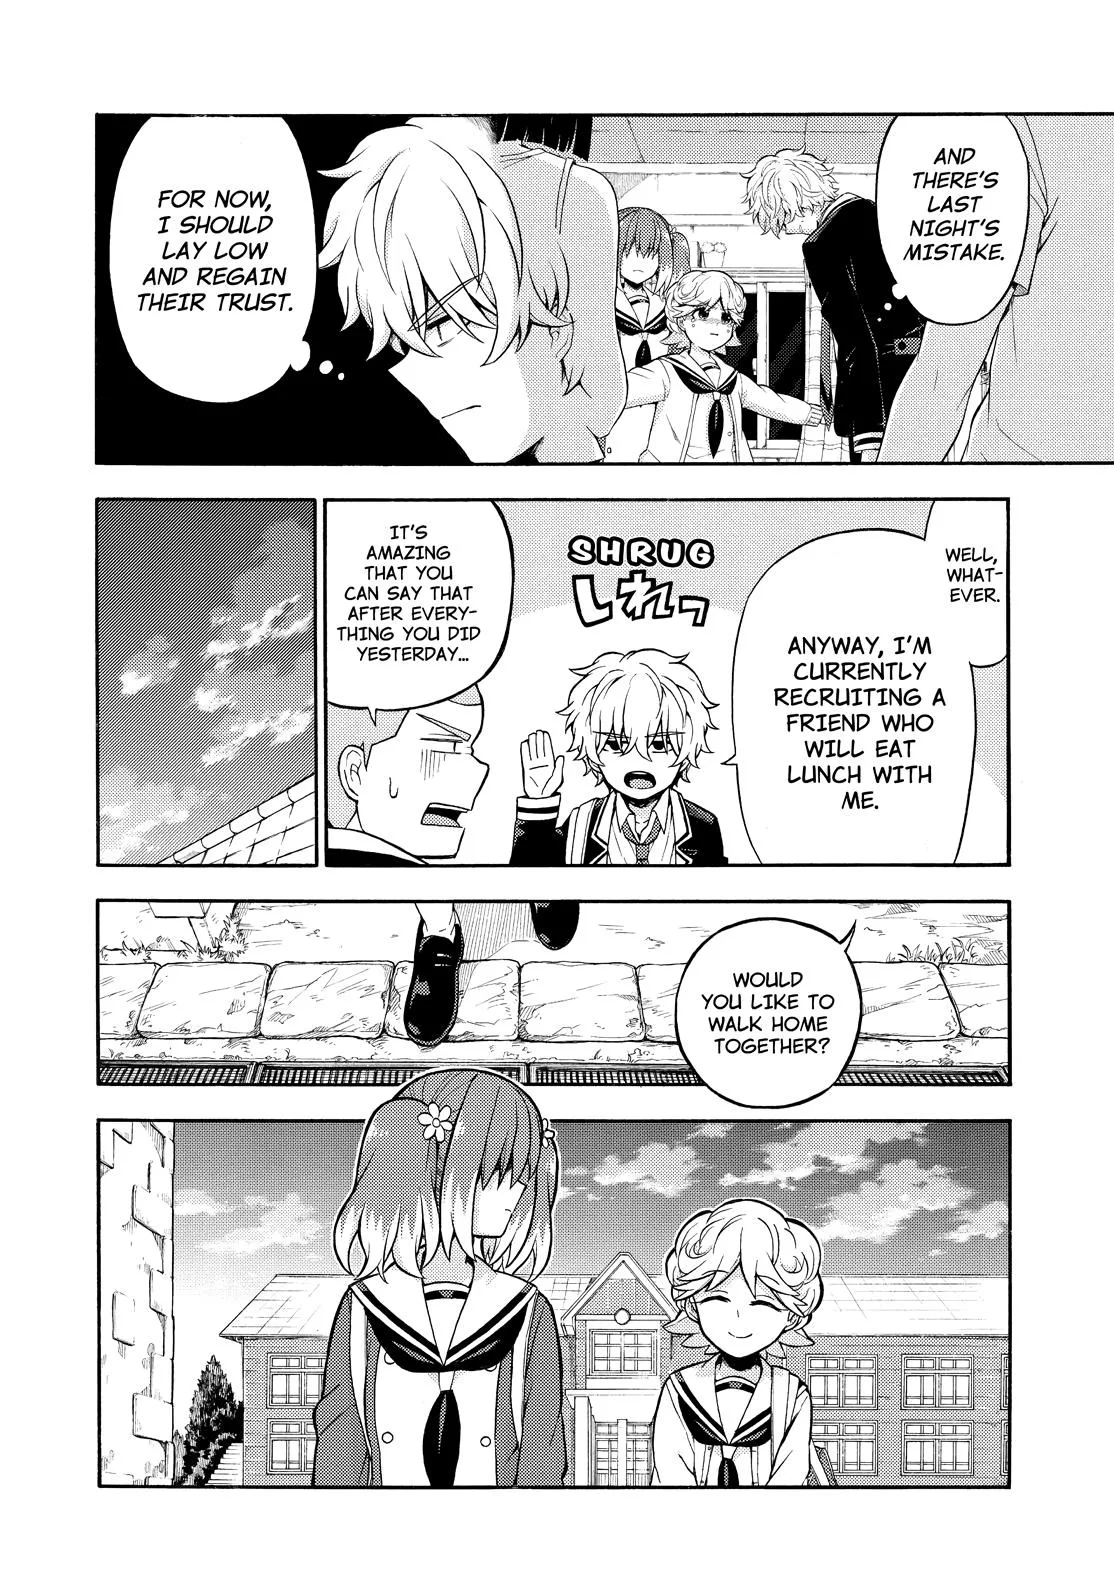 AND
THERE'S
LAST
NIGHT'S
MISTAKE.
FOR NOW,
I SHOULD
LAY LOW
AND REGAIN
THEIR TRUST.
WELL,
WHAT-
EVER.
ANYWAY, I'M
CURRENTLY
RECRUITING A
FRIEND WHO
WILL EAT
LUNCH WITH
ME.
SHRUG
しれっ
IT'S
AMAZING
THAT YOU
CAN SAY THAT
AFTER EVERY-
THING YOU DID
YESTERDAY...
WOULD
YOU LIKE TO
WALK HOME
TOGETHER?